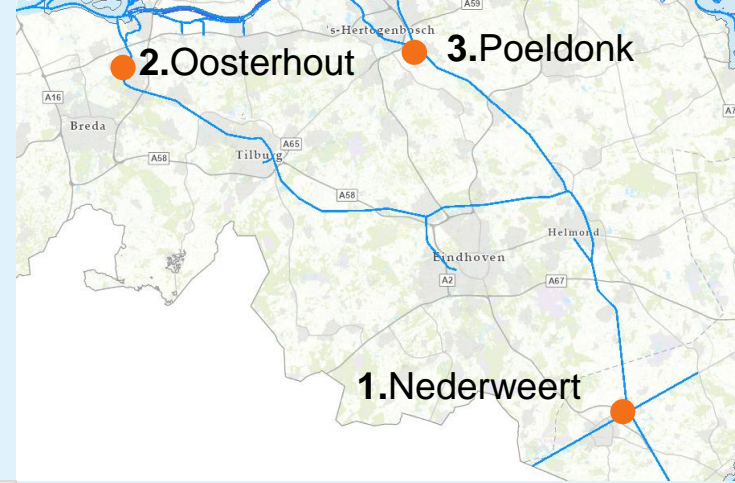 A59
's-Hertogenbosch
3.Poeldonk
2.Oosterhout
A16
Breda
A65
A58
Tilburg
A58
Helmond
Eindhoven
A2
A67
1.Nederweert